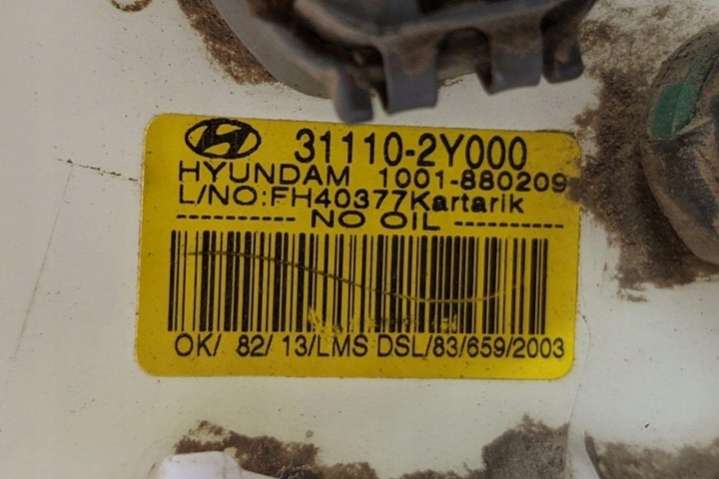 31110-2Y000
HYUNDAM 1001-880209
L/NO:FH40377Kartarik
---------- NO OIL ----------
OK/ 82/ 13/LMS DSL/83/659/2003